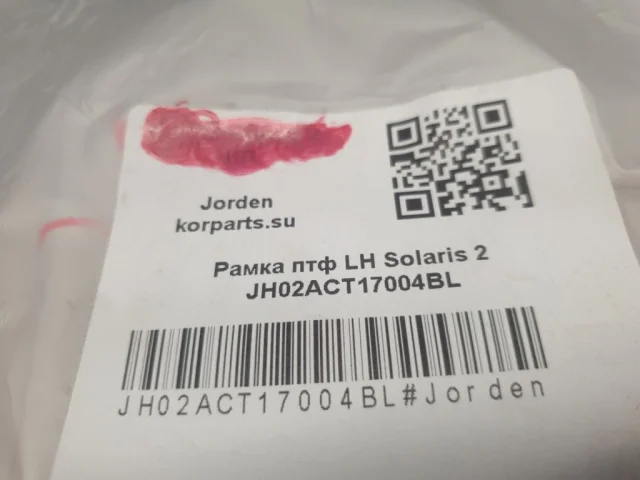 Jorden
korparts.su
Рамка птф LH Solaris 2
JH02ACT17004BL
JH02ACT17004BL#Jorden